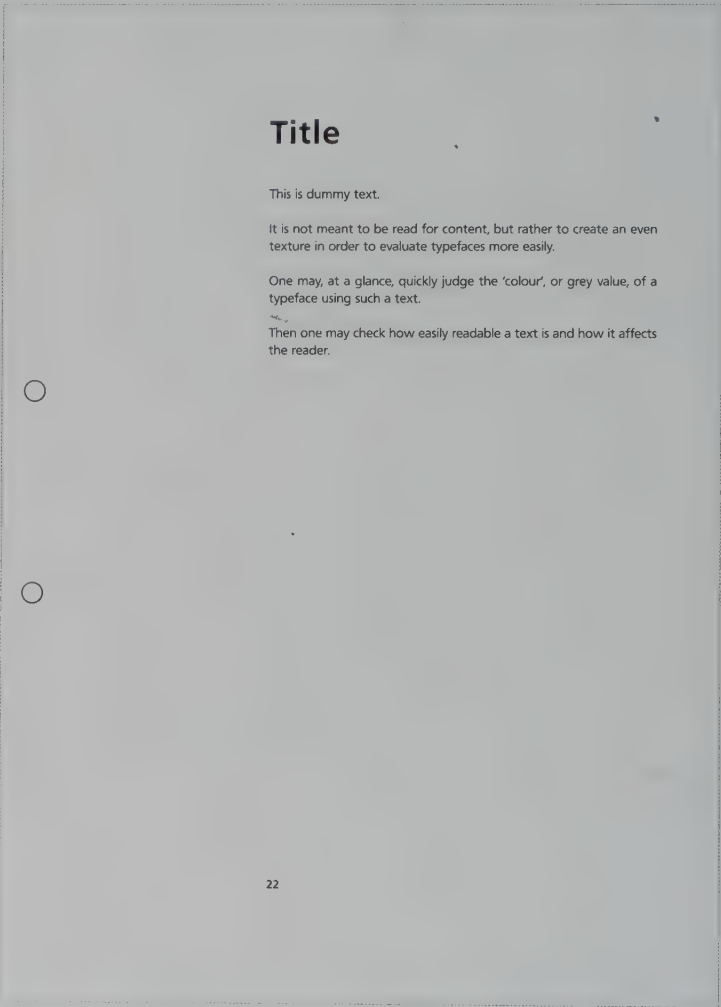 Title
This is dummy text.
It is not meant to be read for content, but rather to create an even
texture in order to evaluate typefaces more easily.
One may, at a glance, quickly judge the ‘colour’, or grey value, of a
typeface using such a text.
Then one may check how easily readable a text is and how it affects
the reader.
22